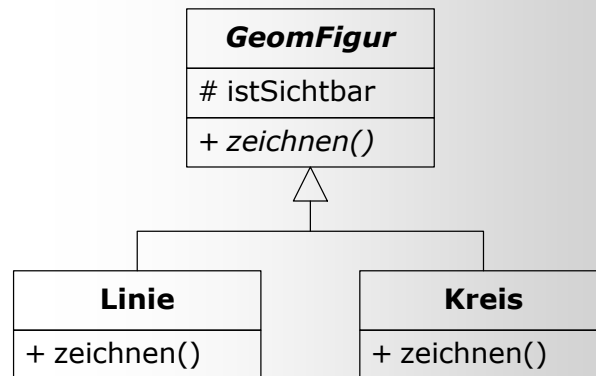 GeomFigur
# istSichtbar
+ zeichnen()
Linie
+ zeichnen()
Kreis
+ zeichnen()